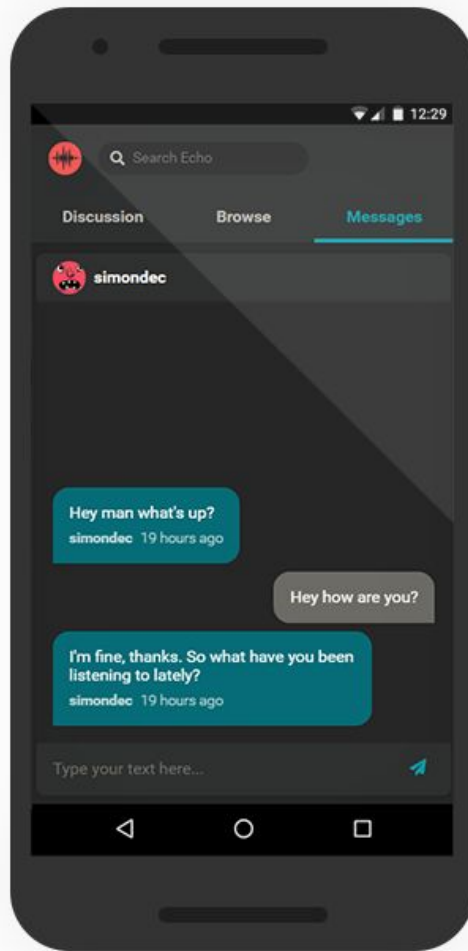 12:29
Search Echo
Discussion Browse Messages
simondec
Hey man what's up?
simondec 19 hours ago
Hey how are you?
I'm fine, thanks. So what have you been
listening to lately?
simondec 19 hours ago
Type your text here...